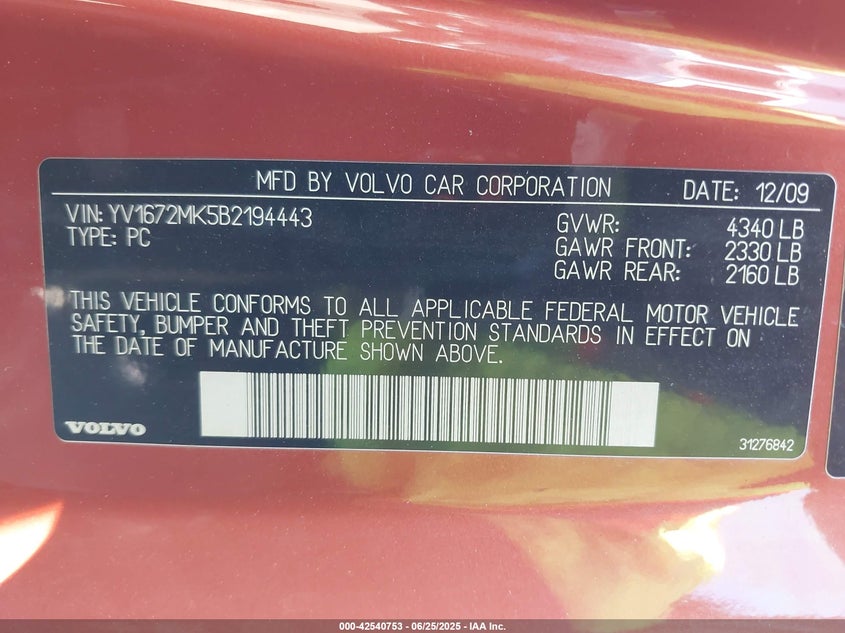 MFD BY VOLVO CAR CORPORATION DATE: 12/09
VIN: YV1672MK5B2194443
TYPE: PC
GVWR: 4340 LB
GAWR FRONT: 2330 LB
GAWR REAR: 2160 LB
THIS VEHICLE CONFORMS TO ALL APPLICABLE FEDERAL MOTOR VEHICLE
SAFETY, BUMPER AND THEFT PREVENTION STANDARDS IN EFFECT ON
THE DATE OF MANUFACTURE SHOWN ABOVE.
VOLVO
31276842
000-42540753 - 06/25/2025 - IAA Inc.